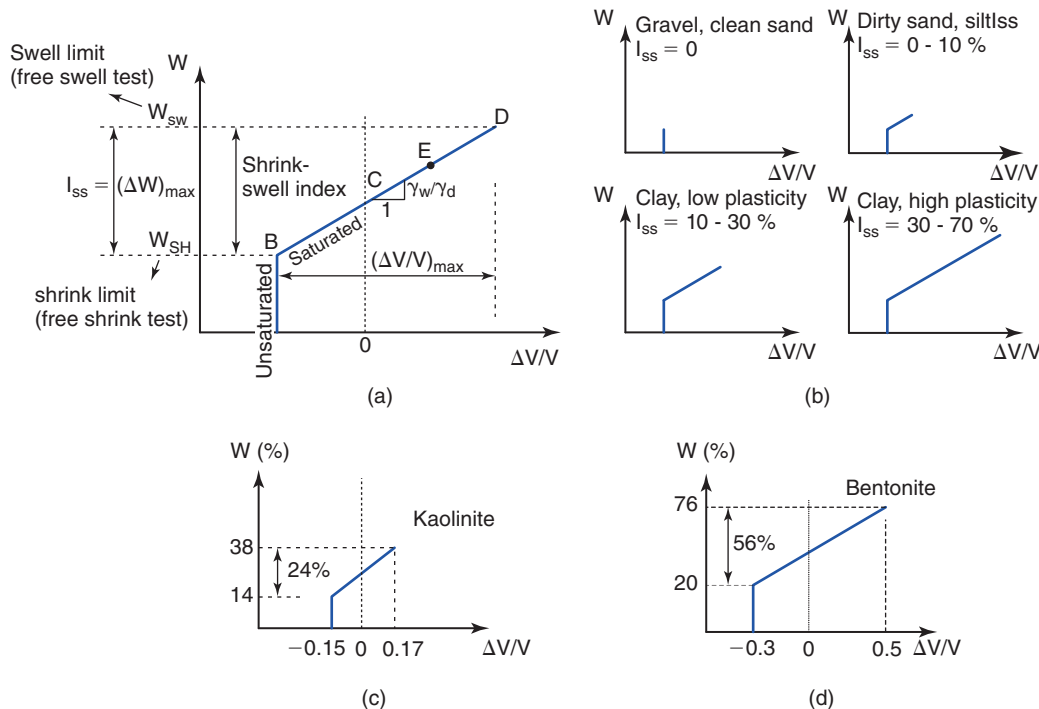 Swell limit
(free swell test)
W
W_sw
D
E
C
I_ss = (ΔW)_max
Shrink-
swell index
γ_w/γ_d
1
W_SH
B
Saturated
(ΔV/V)_max
shrink limit
(free shrink test)
Unsaturated
0
ΔV/V
(a)
W
Gravel, clean sand
I_ss = 0
ΔV/V
W
Dirty sand, siltIss
I_ss = 0 - 10 %
ΔV/V
W
Clay, low plasticity
I_ss = 10 - 30 %
ΔV/V
W
Clay, high plasticity
I_ss = 30 - 70 %
ΔV/V
(b)
W (%)
Kaolinite
38
24%
14
−0.15
0
0.17
ΔV/V
(c)
W (%)
Bentonite
76
56%
20
−0.3
0
0.5
ΔV/V
(d)